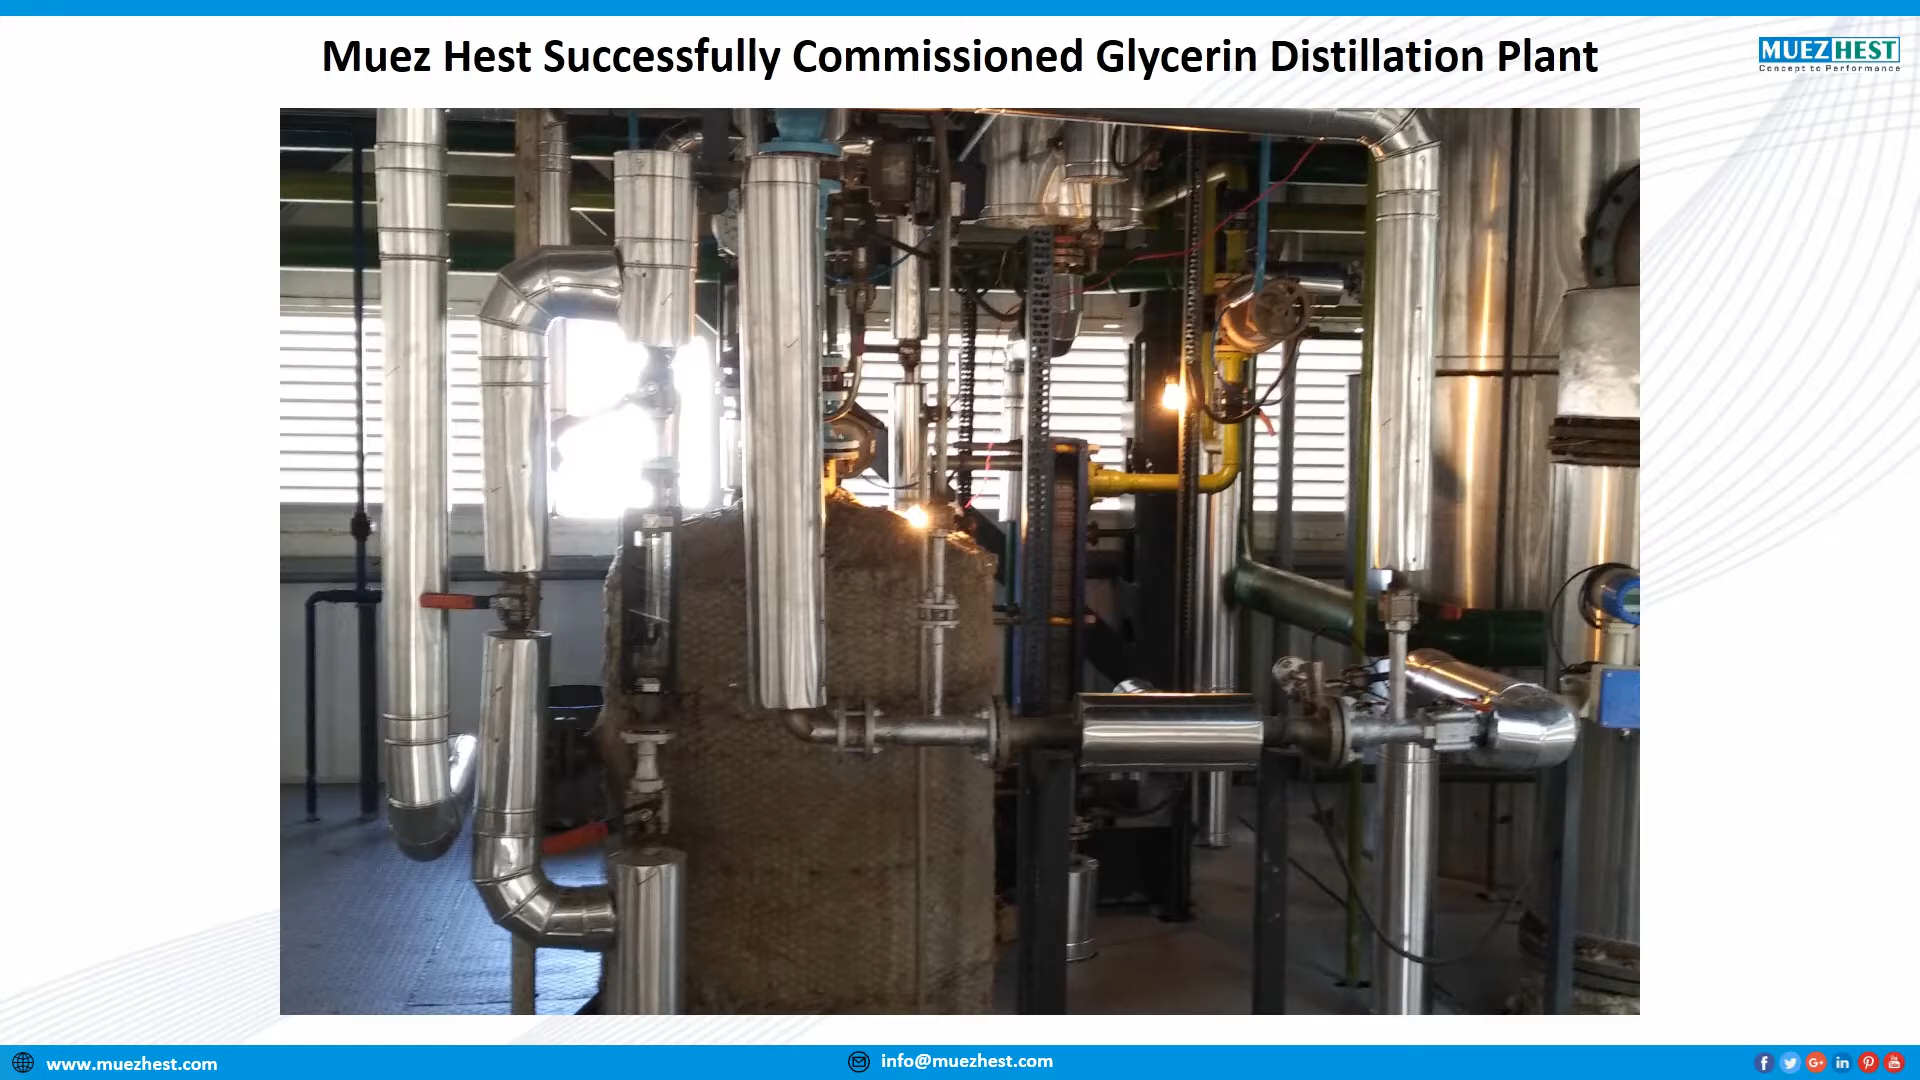 Muez Hest Successfully Commissioned Glycerin Distillation Plant
MUEZHEST
Concept to Performance
www.muezhest.com
info@muezhest.com